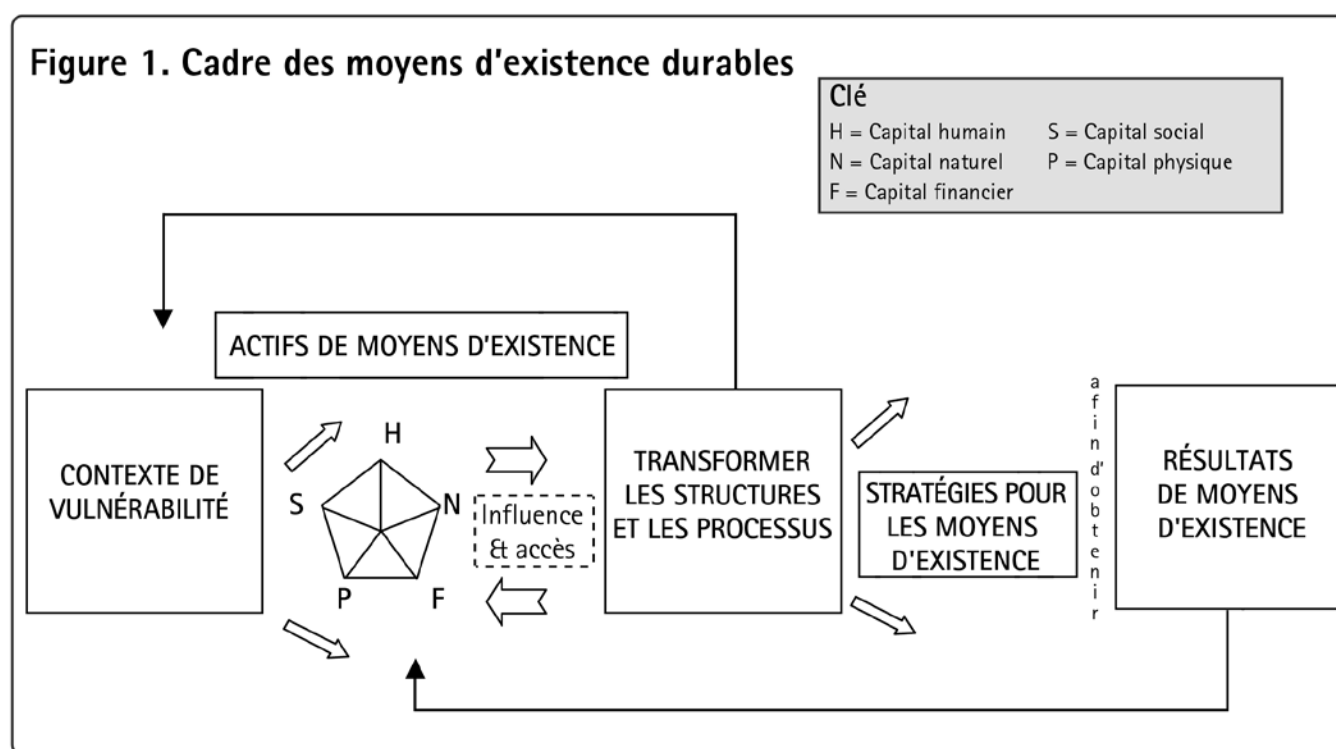 Figure 1. Cadre des moyens d'existence durables
Clé
H = Capital humain S = Capital social
N = Capital naturel P = Capital physique
F = Capital financier
ACTIFS DE MOYENS D'EXISTENCE
CONTEXTE DE
VULNÉRABILITÉ
H
S
N
P
F
Influence
& accès
TRANSFORMER
LES STRUCTURES
ET LES PROCESSUS
STRATÉGIES POUR
LES MOYENS
D'EXISTENCE
afin d'obtenir
RÉSULTATS
DE MOYENS
D'EXISTENCE